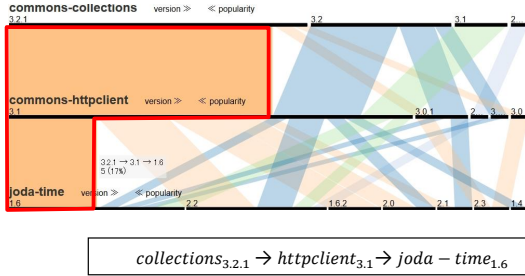 commons-collections version ≫ ≪ popularity
3.2.1 3.2 3.1 2....
commons-httpclient version ≫ ≪ popularity
3.1 3.0.1 2. 3. 3.0
3.2.1 → 3.1 → 1.6
5 (17%)
joda-time version ≫ ≪ popularity
1.6 2.2 1.6.2 2.0 2.1 2.3 1.4
collections3.2.1 → httpclient3.1 → joda − time1.6